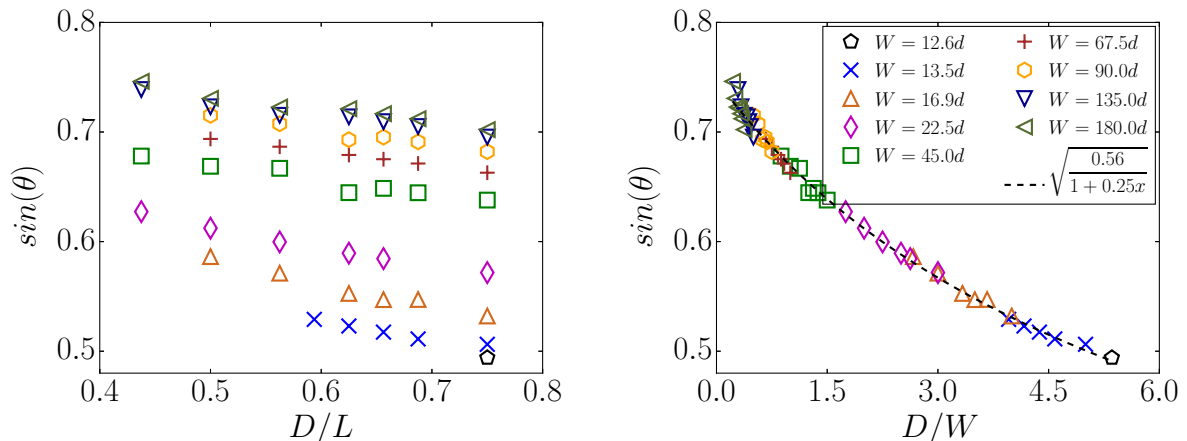 0.8
0.7
0.6
0.5
sin(θ)
0.4 0.5 0.6 0.7 0.8
D/L
0.8
0.7
0.6
0.5
sin(θ)
0.0 1.5 3.0 4.5 6.0
D/W
W = 12.6d
W = 13.5d
W = 16.9d
W = 22.5d
W = 45.0d
W = 67.5d
W = 90.0d
W = 135.0d
W = 180.0d
√(0.56/(1 + 0.25x))